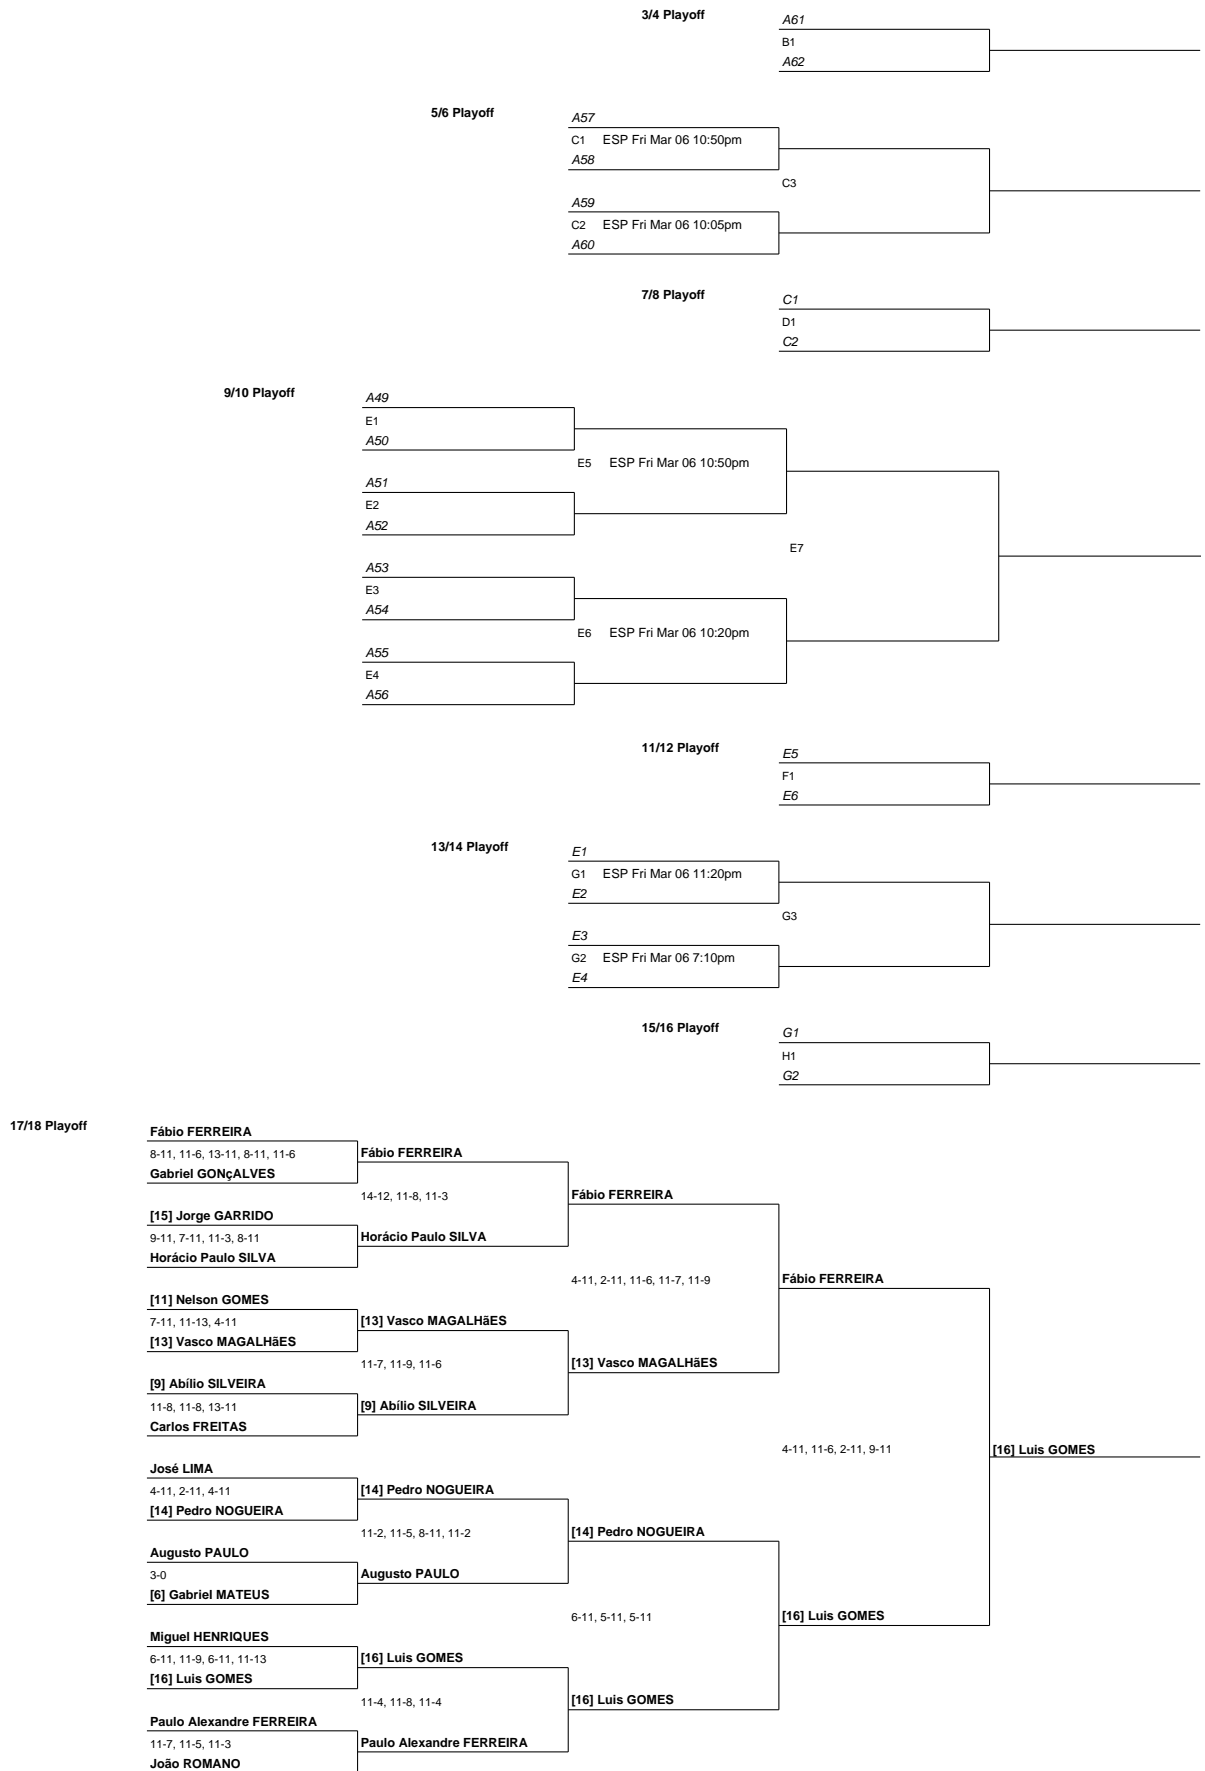 3/4 Playoff
A61
B1
A62
5/6 Playoff
A57
C1 ESP Fri Mar 06 10:50pm
A58
C3
A59
C2 ESP Fri Mar 06 10:05pm
A60
7/8 Playoff
C1
D1
C2
9/10 Playoff
A49
E1
A50
E5 ESP Fri Mar 06 10:50pm
A51
E2
A52
E7
A53
E3
A54
E6 ESP Fri Mar 06 10:20pm
A55
E4
A56
11/12 Playoff
E5
F1
E6
13/14 Playoff
E1
G1 ESP Fri Mar 06 11:20pm
E2
G3
E3
G2 ESP Fri Mar 06 7:10pm
E4
15/16 Playoff
G1
H1
G2
17/18 Playoff
Fábio FERREIRA
8-11, 11-6, 13-11, 8-11, 11-6
Fábio FERREIRA
Gabriel GONçALVES
14-12, 11-8, 11-3
Fábio FERREIRA
[15] Jorge GARRIDO
9-11, 7-11, 11-3, 8-11
Horácio Paulo SILVA
Horácio Paulo SILVA
4-11, 2-11, 11-6, 11-7, 11-9
Fábio FERREIRA
[11] Nelson GOMES
7-11, 11-13, 4-11
[13] Vasco MAGALHãES
[13] Vasco MAGALHãES
11-7, 11-9, 11-6
[13] Vasco MAGALHãES
[9] Abílio SILVEIRA
11-8, 11-8, 13-11
[9] Abílio SILVEIRA
Carlos FREITAS
4-11, 11-6, 2-11, 9-11
[16] Luis GOMES
José LIMA
4-11, 2-11, 4-11
[14] Pedro NOGUEIRA
[14] Pedro NOGUEIRA
11-2, 11-5, 8-11, 11-2
[14] Pedro NOGUEIRA
Augusto PAULO
3-0
Augusto PAULO
[6] Gabriel MATEUS
6-11, 5-11, 5-11
[16] Luis GOMES
Miguel HENRIQUES
6-11, 11-9, 6-11, 11-13
[16] Luis GOMES
[16] Luis GOMES
11-4, 11-8, 11-4
[16] Luis GOMES
Paulo Alexandre FERREIRA
11-7, 11-5, 11-3
Paulo Alexandre FERREIRA
João ROMANO